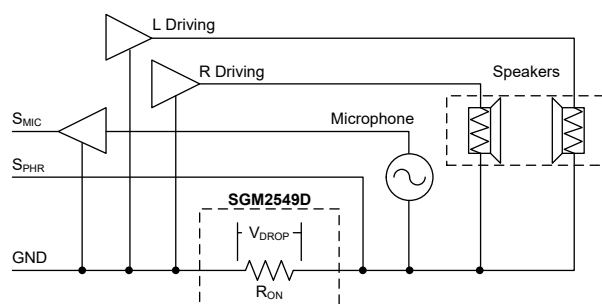 L Driving
R Driving
Speakers
S_MIC
Microphone
S_PHR
SGM2549D
V_DROP
GND
R_ON